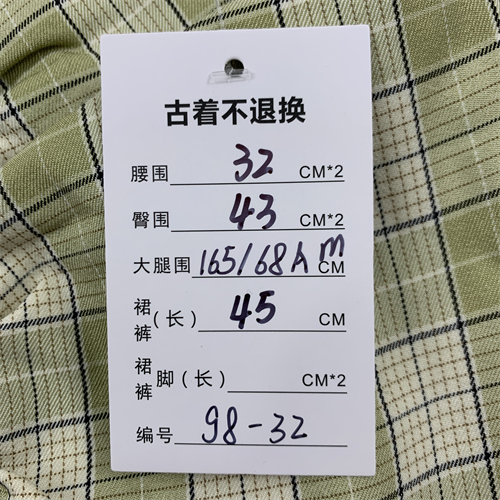 古着不退换
腰围 32 CM*2
臀围 43 CM*2
大腿围 165/68A m CM
裙裤(长) 45 CM
裙裤脚(长) CM*2
编号 98-32